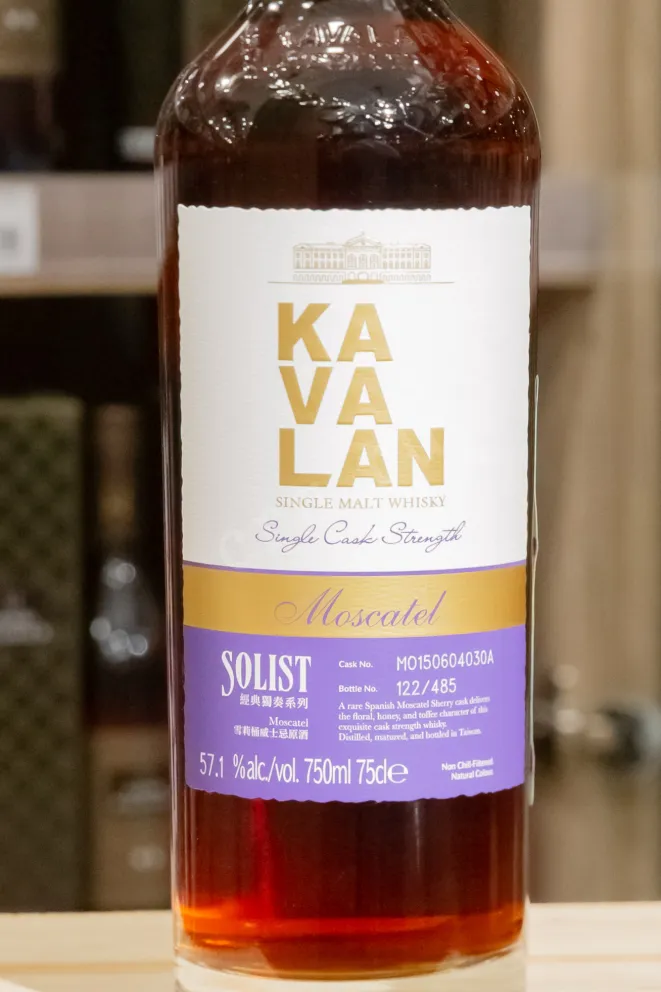 KA
VA
LAN
SINGLE MALT WHISKY
Single Cask Strength
Moscatel
SOLIST
經典獨奏系列
Moscatel
雪莉桶威士忌原酒
Cask No. MO150604030A
Bottle No. 122/485
A rare Spanish Moscatel Sherry cask delivers
the floral, honey, and toffee character of this
exquisite cask strength whisky.
Distilled, matured, and bottled in Taiwan.
57.1 %alc./vol. 750ml 75cl℮
Non Chill-Filtered
Natural Colour